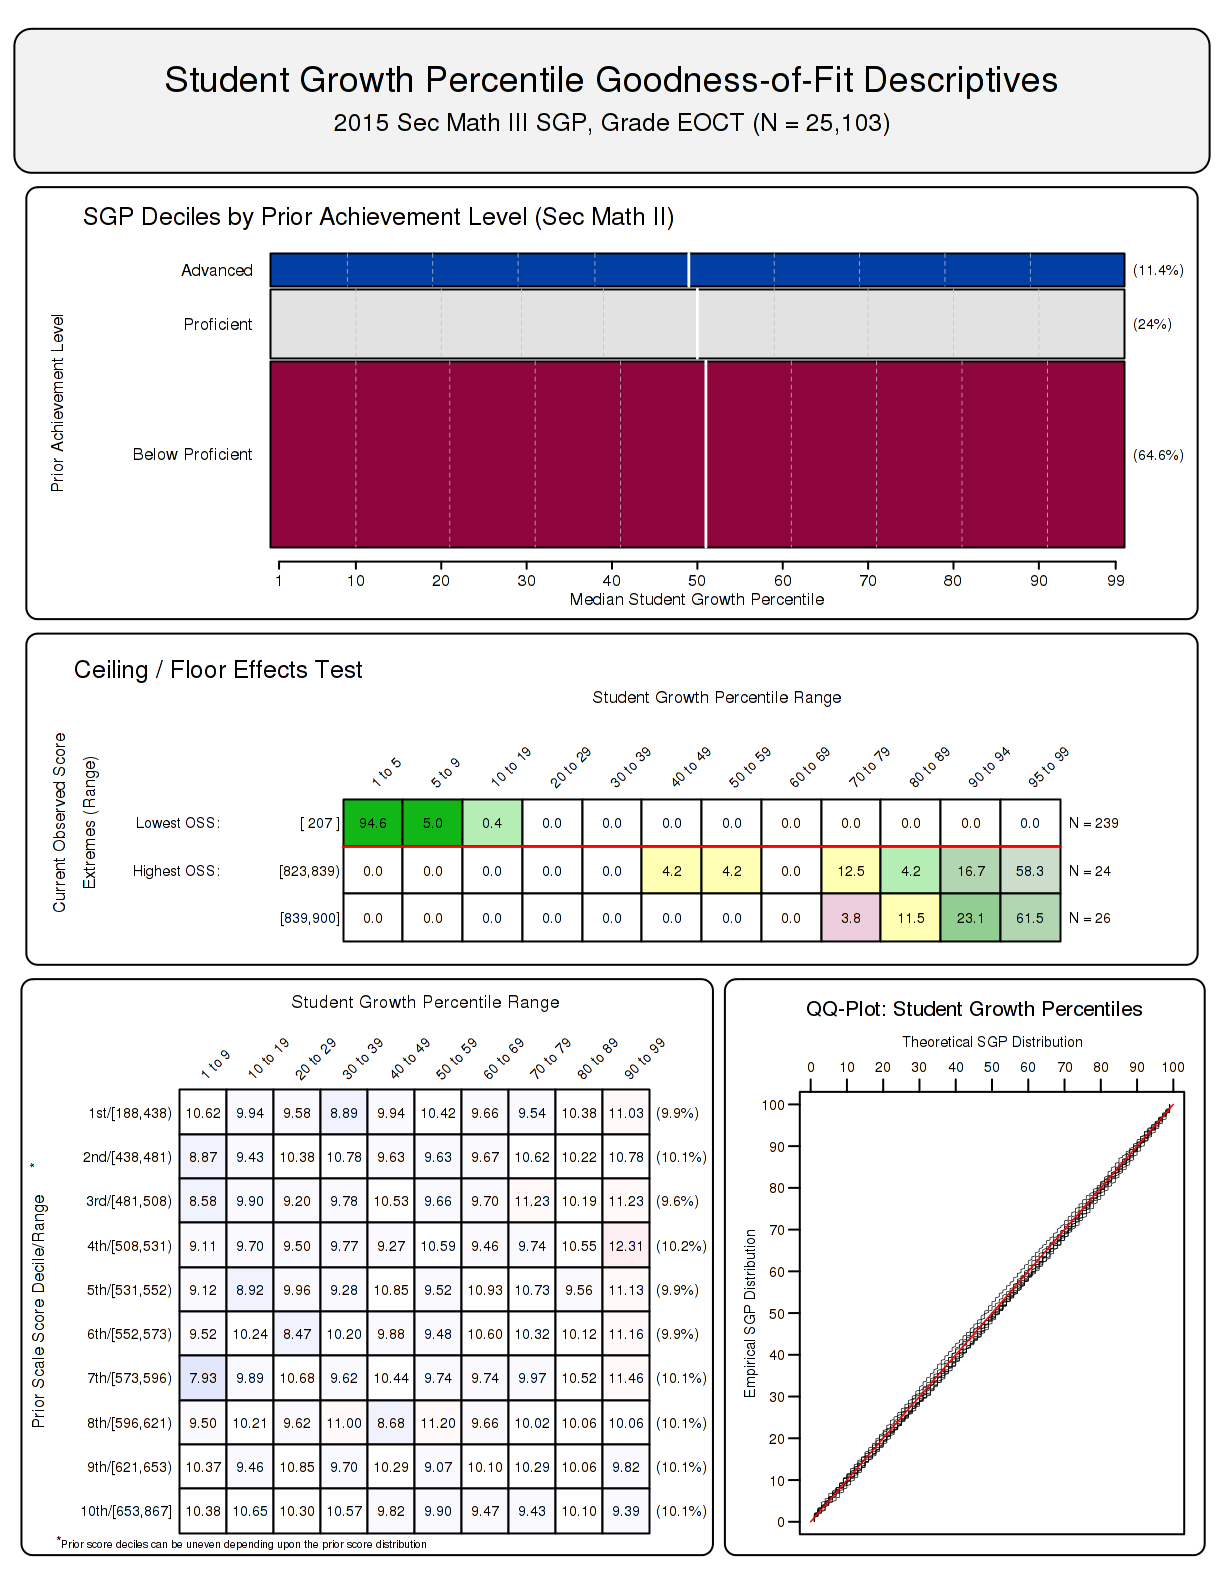 Student Growth Percentile Goodness-of-Fit Descriptives
2015 Sec Math III SGP, Grade EOCT (N = 25,103)
SGP Deciles by Prior Achievement Level (Sec Math II)
Prior Achievement Level
Advanced (11.4%)
Proficient (24%)
Below Proficient (64.6%)
1 10 20 30 40 50 60 70 80 90 99
Median Student Growth Percentile
Ceiling / Floor Effects Test
Student Growth Percentile Range
Current Observed Score
Extremes (Range)
1 to 5 5 to 9 10 to 19 20 to 29 30 to 39 40 to 49 50 to 59 60 to 69 70 to 79 80 to 89 90 to 94 95 to 99
Lowest OSS: [ 207 ] 94.6 5.0 0.4 0.0 0.0 0.0 0.0 0.0 0.0 0.0 0.0 0.0 N = 239
Highest OSS: [823,839) 0.0 0.0 0.0 0.0 0.0 4.2 4.2 0.0 12.5 4.2 16.7 58.3 N = 24
[839,900] 0.0 0.0 0.0 0.0 0.0 0.0 0.0 0.0 3.8 11.5 23.1 61.5 N = 26
Student Growth Percentile Range
Prior Scale Score Decile/Range *
1 to 9 10 to 19 20 to 29 30 to 39 40 to 49 50 to 59 60 to 69 70 to 79 80 to 89 90 to 99
1st/[188,438) 10.62 9.94 9.58 8.89 9.94 10.42 9.66 9.54 10.38 11.03 (9.9%)
2nd/[438,481) 8.87 9.43 10.38 10.78 9.63 9.63 9.67 10.62 10.22 10.78 (10.1%)
3rd/[481,508) 8.58 9.90 9.20 9.78 10.53 9.66 9.70 11.23 10.19 11.23 (9.6%)
4th/[508,531) 9.11 9.70 9.50 9.77 9.27 10.59 9.46 9.74 10.55 12.31 (10.2%)
5th/[531,552) 9.12 8.92 9.96 9.28 10.85 9.52 10.93 10.73 9.56 11.13 (9.9%)
6th/[552,573) 9.52 10.24 8.47 10.20 9.88 9.48 10.60 10.32 10.12 11.16 (9.9%)
7th/[573,596) 7.93 9.89 10.68 9.62 10.44 9.74 9.74 9.97 10.52 11.46 (10.1%)
8th/[596,621) 9.50 10.21 9.62 11.00 8.68 11.20 9.66 10.02 10.06 10.06 (10.1%)
9th/[621,653) 10.37 9.46 10.85 9.70 10.29 9.07 10.10 10.29 10.06 9.82 (10.1%)
10th/[653,867] 10.38 10.65 10.30 10.57 9.82 9.90 9.47 9.43 10.10 9.39 (10.1%)
*Prior score deciles can be uneven depending upon the prior score distribution
QQ-Plot: Student Growth Percentiles
Theoretical SGP Distribution
0 10 20 30 40 50 60 70 80 90 100
Empirical SGP Distribution
100
90
80
70
60
50
40
30
20
10
0